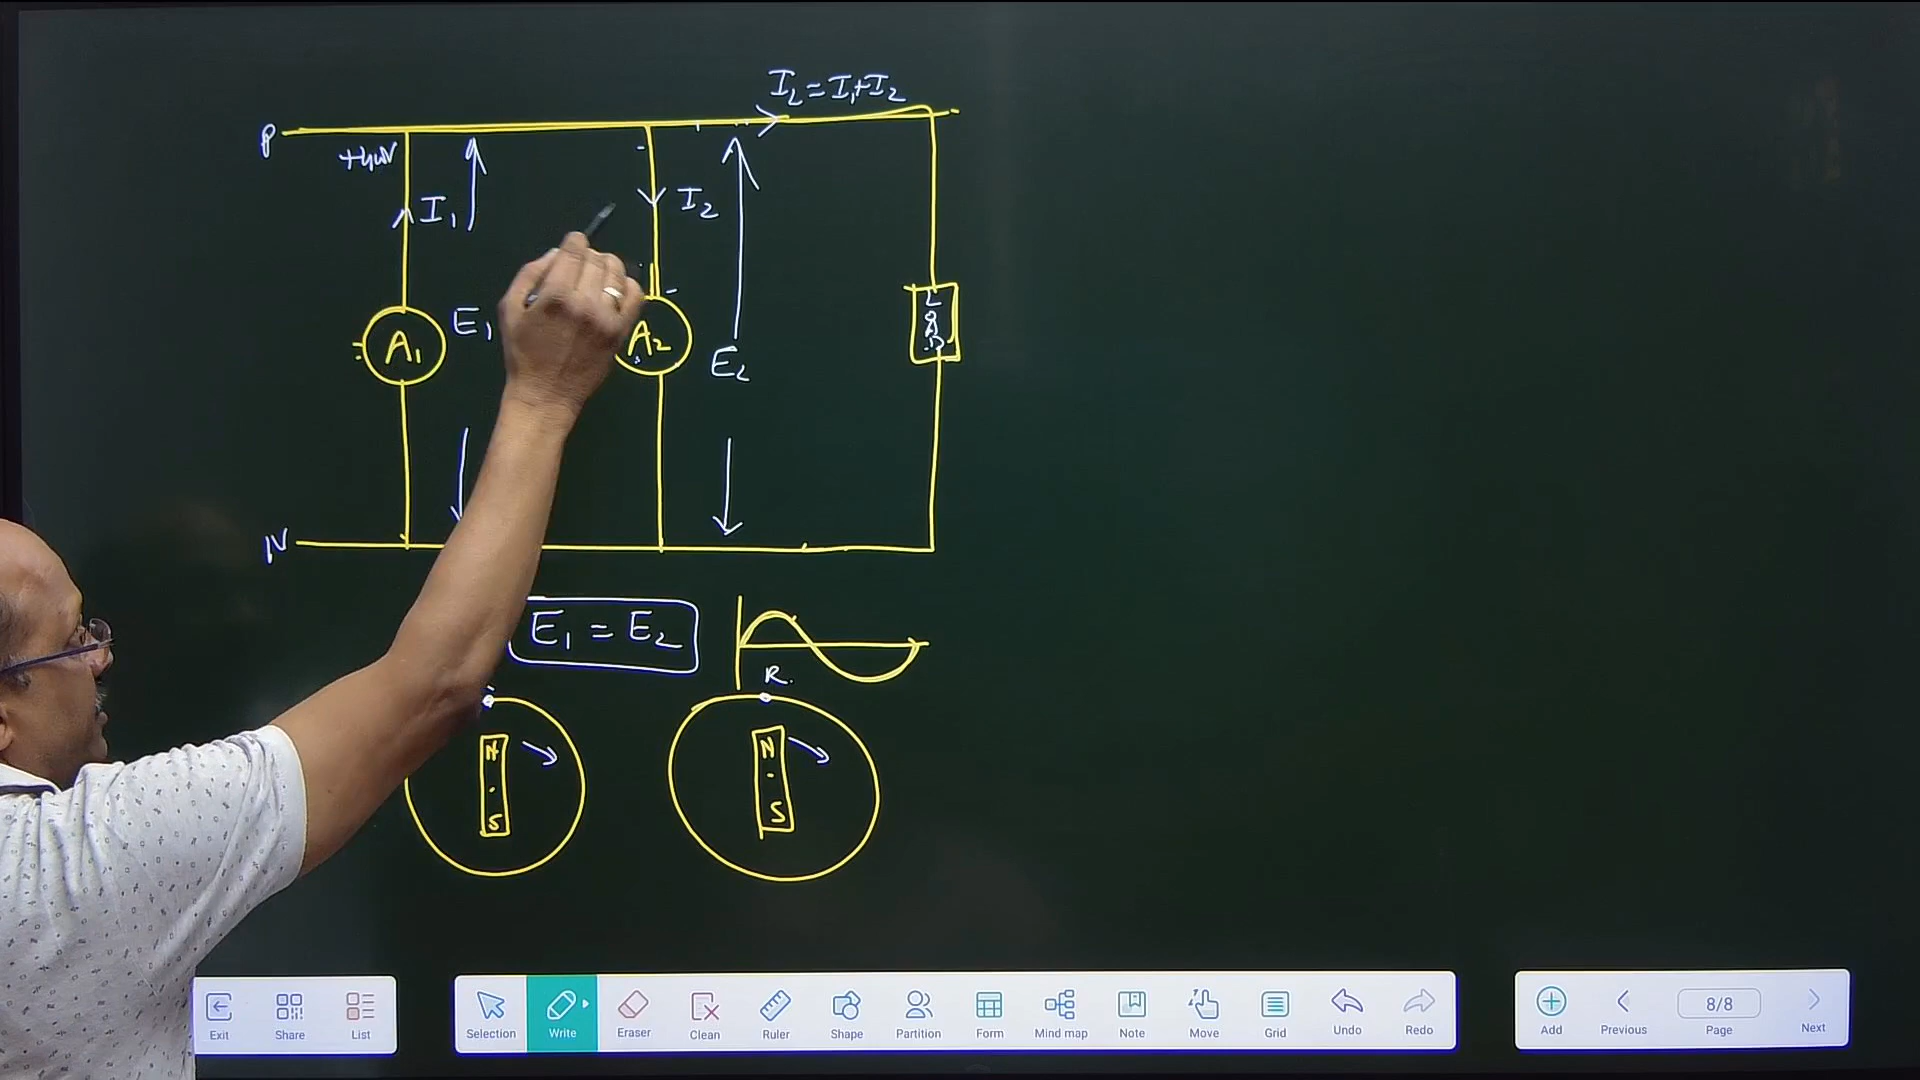 I_L = I_1 + I_2
P
I_1
I_2
E_1
A_1
A_2
E_2
LOAD
N
E_1 = E_2
R.
N
S
N
S
Exit
Share
List
Selection
Write
Eraser
Clean
Ruler
Shape
Partition
Form
Mind map
Note
Move
Grid
Undo
Redo
Add
Previous
8/8
Page
Next